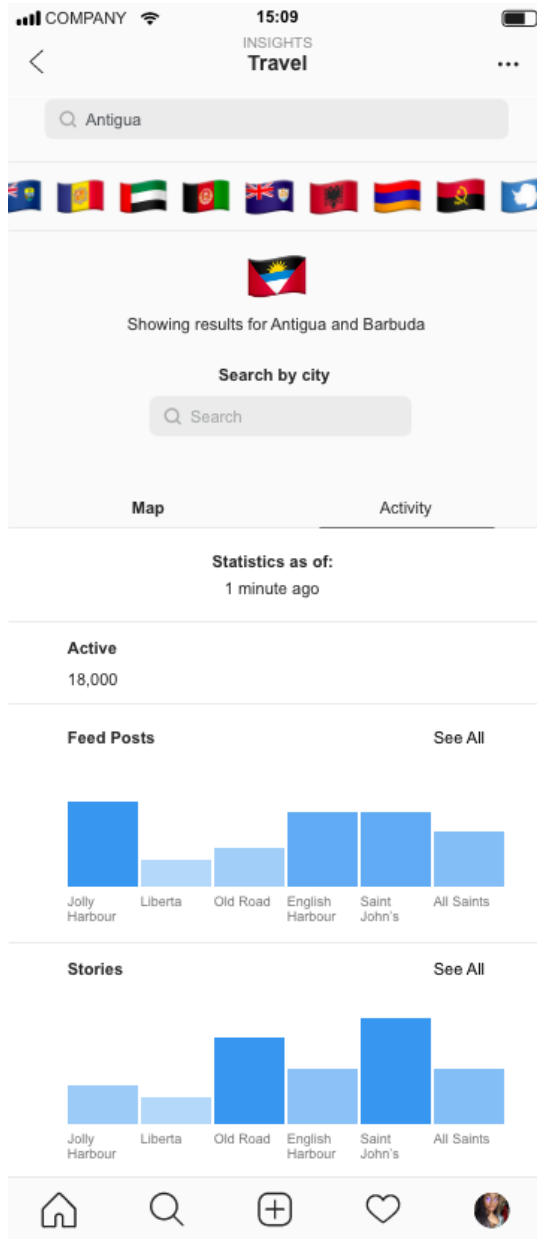 COMPANY 15:09
INSIGHTS
Travel
Antigua
Showing results for Antigua and Barbuda
Search by city
Search
Map Activity
Statistics as of:
1 minute ago
Active
18,000
Feed Posts See All
Jolly Harbour Liberta Old Road English Harbour Saint John's All Saints
Stories See All
Jolly Harbour Liberta Old Road English Harbour Saint John's All Saints